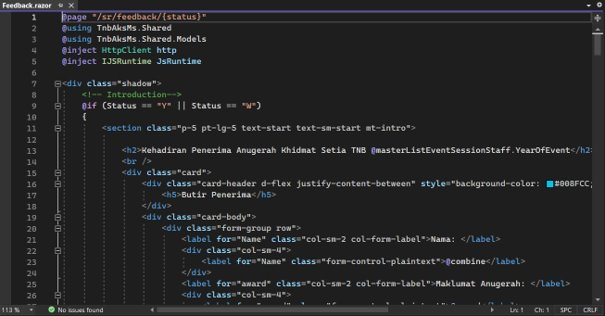 Feedback.razor
1 @page "/sr/feedback/{status}"
2 @using TnbAksMs.Shared
3 @using TnbAksMs.Shared.Models
4 @inject HttpClient http
5 @inject IJSRuntime JsRuntime
6
7 <div class="shadow">
8 <!-- Introduction-->
9 @if (Status == "Y" || Status == "W")
10 {
11 <section class="p-5 pt-lg-5 text-start text-sm-start mt-intro">
12
13 <h2>Kehadiran Penerima Anugerah Khidmat Setia TNB @masterListEventSessionStaff.YearOfEvent</h2
14 <br />
15 <div class="card">
16 <div class="card-header d-flex justify-content-between" style="background-color: #008FCC;
17 <h5>Butir Penerima</h5>
18 </div>
19 <div class="card-body">
20 <div class="form-group row">
21 <label for="Name" class="col-sm-2 col-form-label">Nama: </label>
22 <div class="col-sm-4">
23 <label for="Name" class="form-control-plaintext">@combine</label>
24 </div>
25 <label for="award" class="col-sm-2 col-form-label">Maklumat Anugerah: </label>
26 <div class="col-sm-4">
113 % No issues found Ln: 1 Ch: 1 SPC CRLF